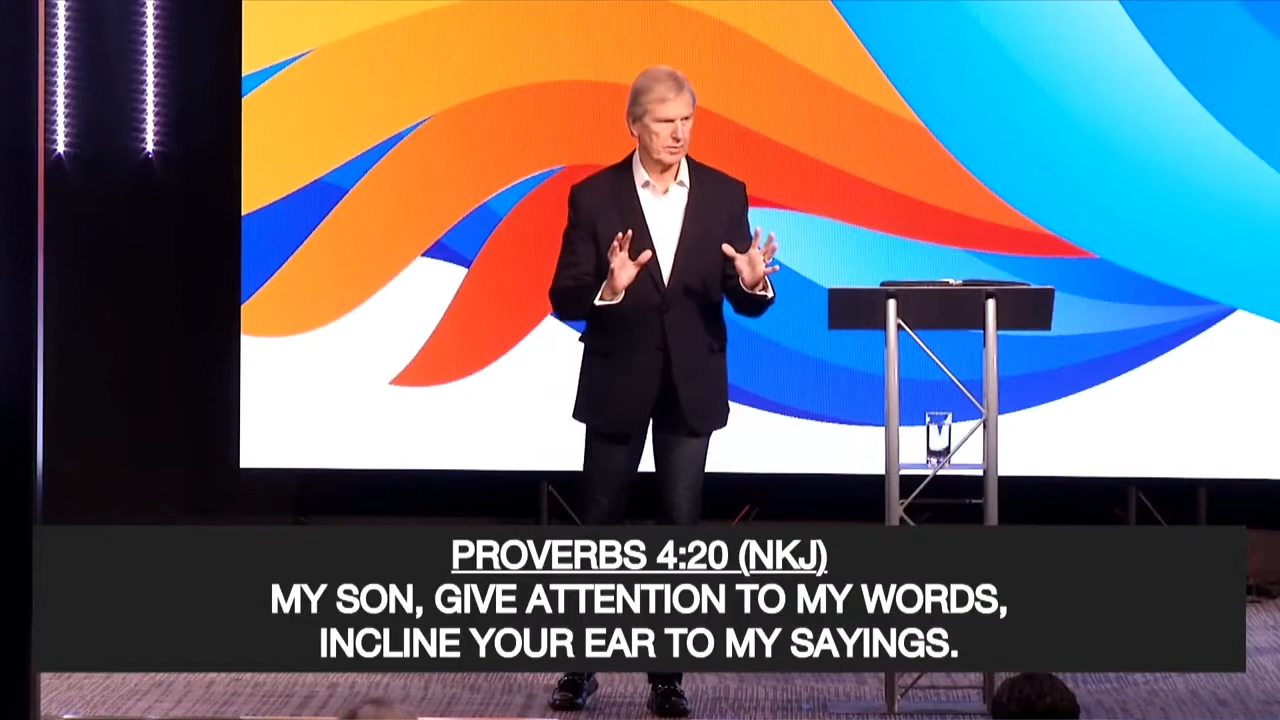 PROVERBS 4:20 (NKJ)
MY SON, GIVE ATTENTION TO MY WORDS,
INCLINE YOUR EAR TO MY SAYINGS.